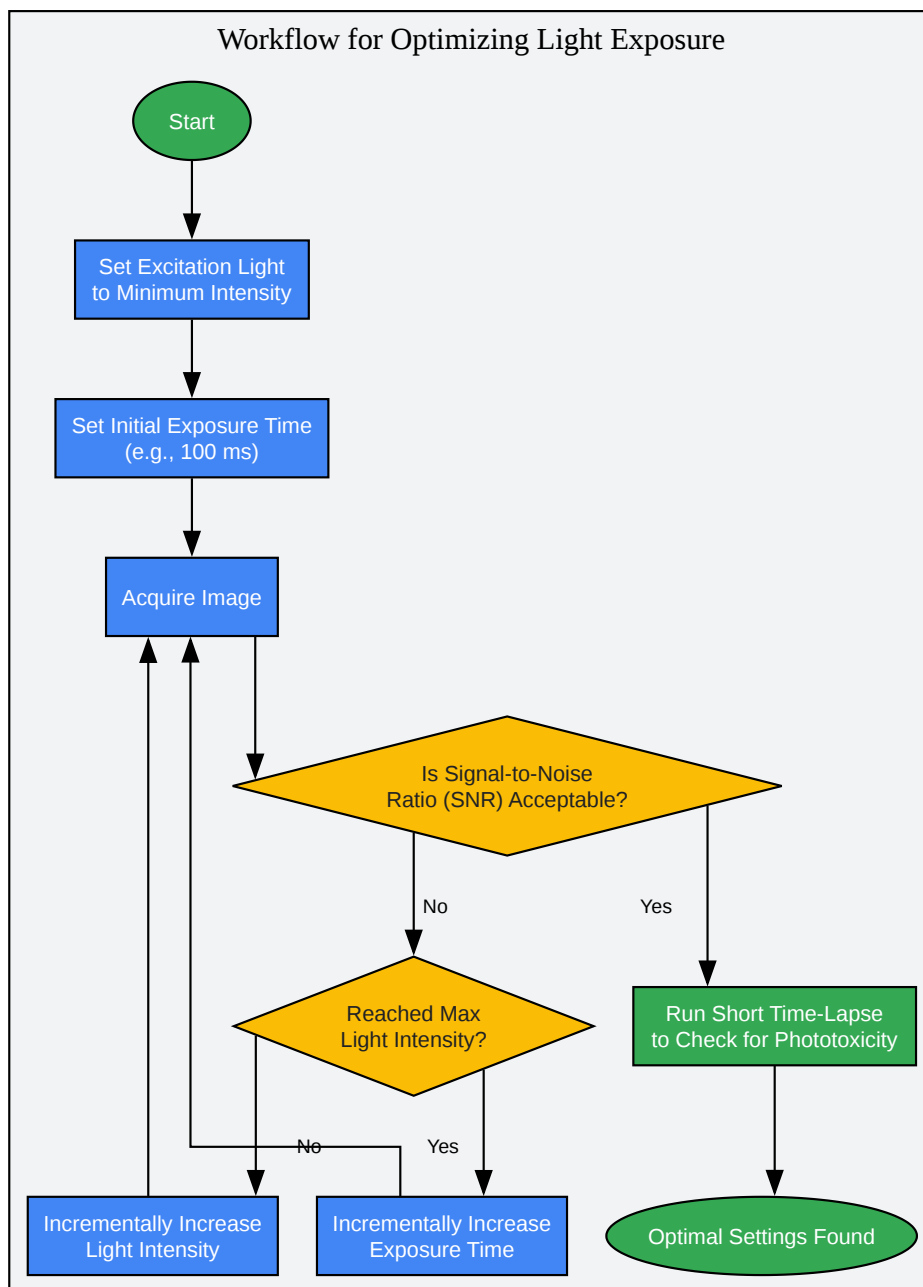 Workflow for Optimizing Light Exposure
Start
Set Excitation Light
to Minimum Intensity
Set Initial Exposure Time
(e.g., 100 ms)
Acquire Image
Is Signal-to-Noise
Ratio (SNR) Acceptable?
No
Yes
Reached Max
Light Intensity?
Run Short Time-Lapse
to Check for Phototoxicity
No
Yes
Incrementally Increase
Light Intensity
Incrementally Increase
Exposure Time
Optimal Settings Found